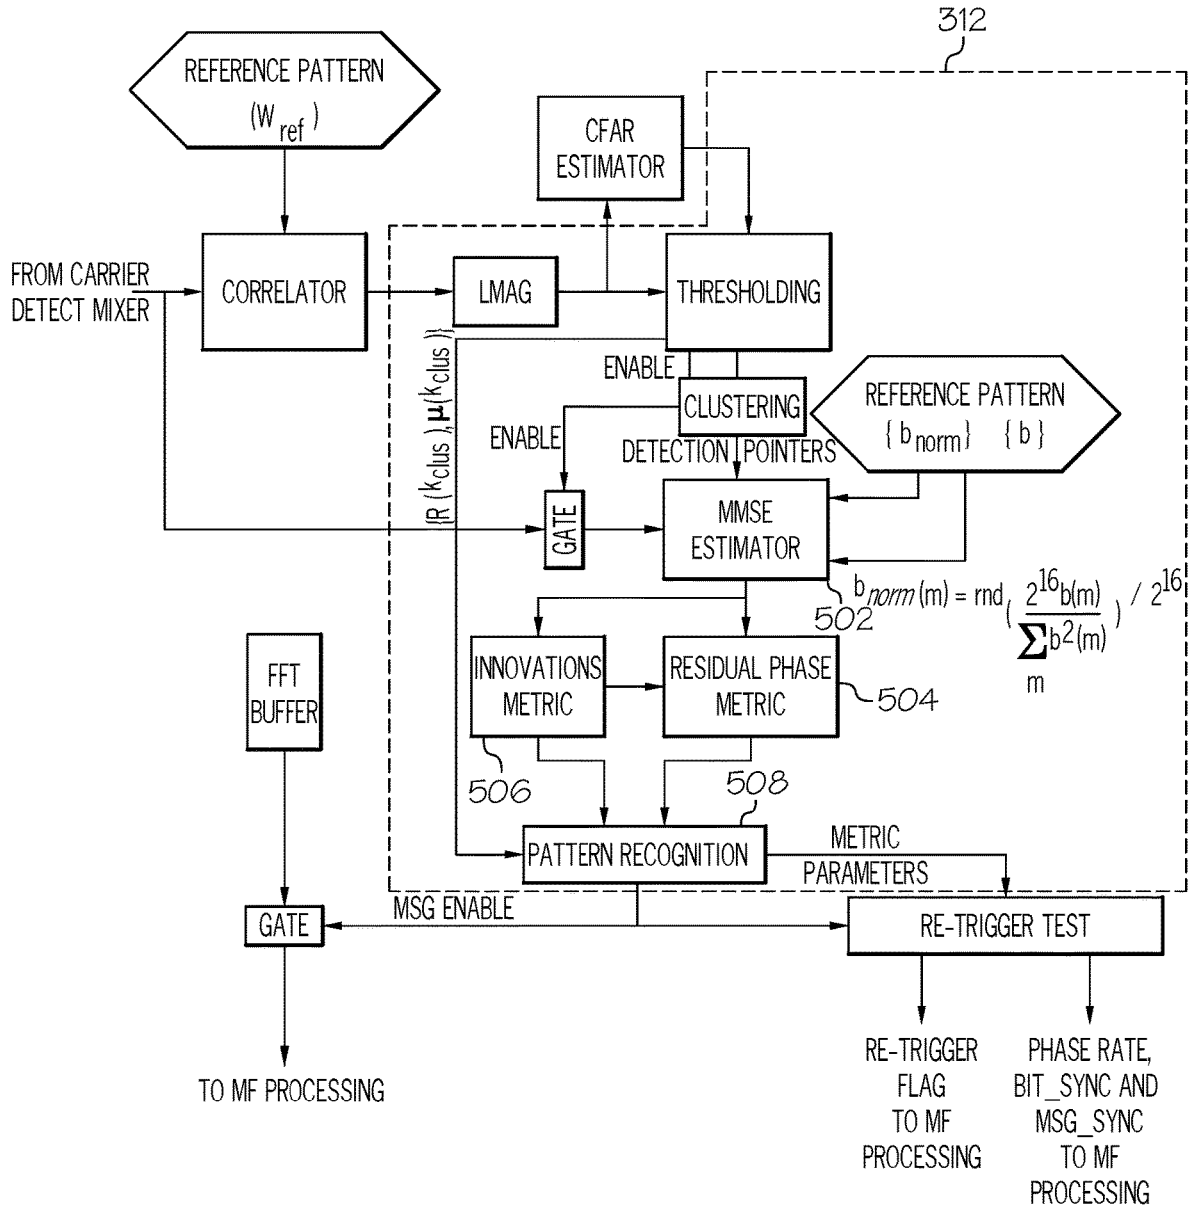 312
REFERENCE PATTERN
(W ref )
CFAR
ESTIMATOR
FROM CARRIER
DETECT MIXER
CORRELATOR
LMAG
THRESHOLDING
{R (k clus ), μ (k clus )}
ENABLE
CLUSTERING
REFERENCE PATTERN
{ b norm } { b }
ENABLE
DETECTION POINTERS
GATE
MMSE
ESTIMATOR
502
b norm (m) = rnd ( 2^16 b(m) / Σ m b^2 (m) ) / 2^16
FFT
BUFFER
INNOVATIONS
METRIC
RESIDUAL PHASE
METRIC
504
506
508
PATTERN RECOGNITION
METRIC
PARAMETERS
MSG ENABLE
GATE
RE-TRIGGER TEST
TO MF PROCESSING
RE-TRIGGER
FLAG
TO MF
PROCESSING
PHASE RATE,
BIT_SYNC AND
MSG_SYNC
TO MF
PROCESSING